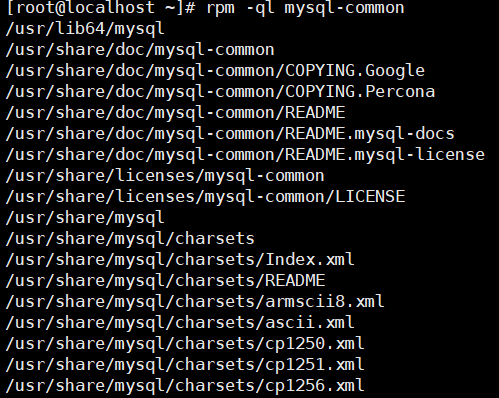 [root@localhost ~]# rpm -ql mysql-common
/usr/lib64/mysql
/usr/share/doc/mysql-common
/usr/share/doc/mysql-common/COPYING.Google
/usr/share/doc/mysql-common/COPYING.Percona
/usr/share/doc/mysql-common/README
/usr/share/doc/mysql-common/README.mysql-docs
/usr/share/doc/mysql-common/README.mysql-license
/usr/share/licenses/mysql-common
/usr/share/licenses/mysql-common/LICENSE
/usr/share/mysql
/usr/share/mysql/charsets
/usr/share/mysql/charsets/Index.xml
/usr/share/mysql/charsets/README
/usr/share/mysql/charsets/armscii8.xml
/usr/share/mysql/charsets/ascii.xml
/usr/share/mysql/charsets/cp1250.xml
/usr/share/mysql/charsets/cp1251.xml
/usr/share/mysql/charsets/cp1256.xml